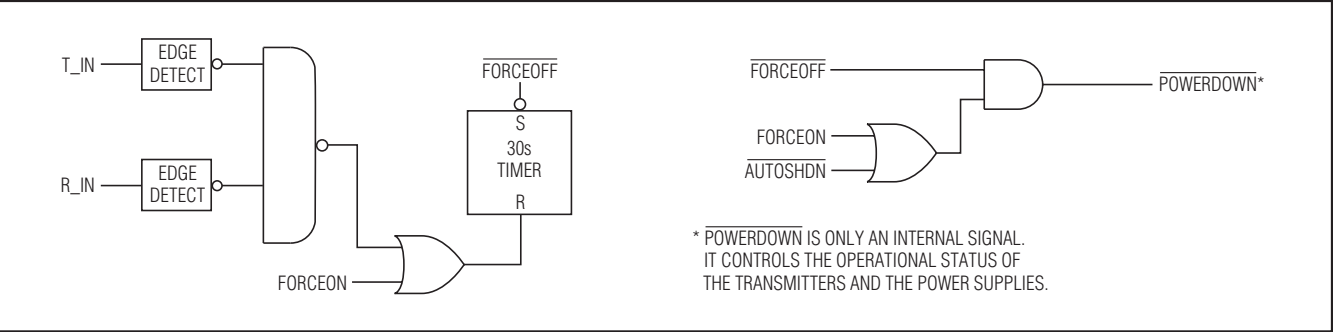 T_IN
EDGE
DETECT
R_IN
EDGE
DETECT
FORCEON
FORCEOFF
S
30s
TIMER
R
FORCEOFF
FORCEON
AUTOSHDN
POWERDOWN*
* POWERDOWN IS ONLY AN INTERNAL SIGNAL.
IT CONTROLS THE OPERATIONAL STATUS OF
THE TRANSMITTERS AND THE POWER SUPPLIES.